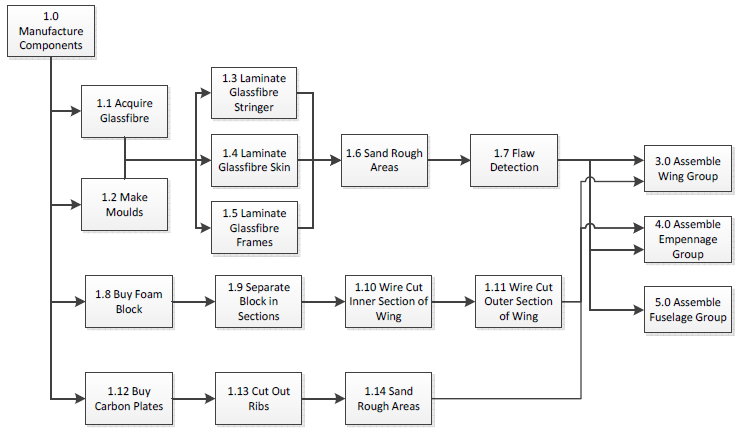 1.0
Manufacture
Components
1.1 Acquire
Glassfibre
1.2 Make
Moulds
1.3 Laminate
Glassfibre
Stringer
1.4 Laminate
Glassfibre Skin
1.5 Laminate
Glassfibre
Frames
1.6 Sand Rough
Areas
1.7 Flaw
Detection
3.0 Assemble
Wing Group
4.0 Assemble
Empennage
Group
5.0 Assemble
Fuselage Group
1.8 Buy Foam
Block
1.9 Separate
Block in
Sections
1.10 Wire Cut
Inner Section of
Wing
1.11 Wire Cut
Outer Section
of Wing
1.12 Buy
Carbon Plates
1.13 Cut Out
Ribs
1.14 Sand
Rough Areas